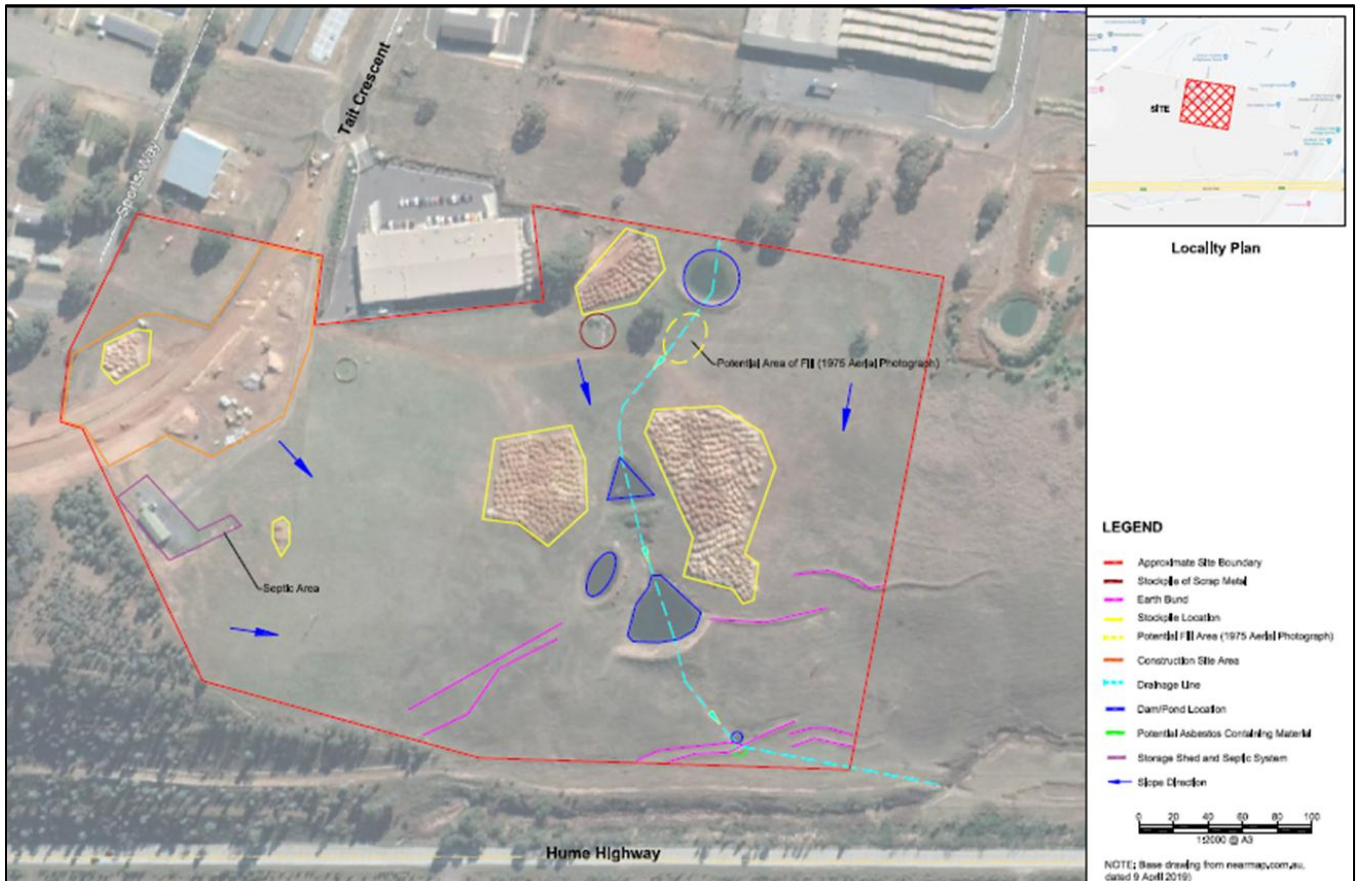 Tait Crescent
Sports Way
SITE
Locality Plan
Potential Area of Fill (1975 Aerial Photograph)
Septic Area
Hume Highway
LEGEND
Approximate Site Boundary
Stockpile of Scrap Metal
Earth Bund
Stockpile Location
Potential Fill Area (1975 Aerial Photograph)
Construction Site Area
Drainage Line
Dam/Pond Location
Potential Asbestos Containing Material
Storage Shed and Septic System
Slope Direction
0 20 40 60 80 100
1:2000 @ A3
NOTE: Base drawing from nearmap.com.au,
dated 9 April 2019)